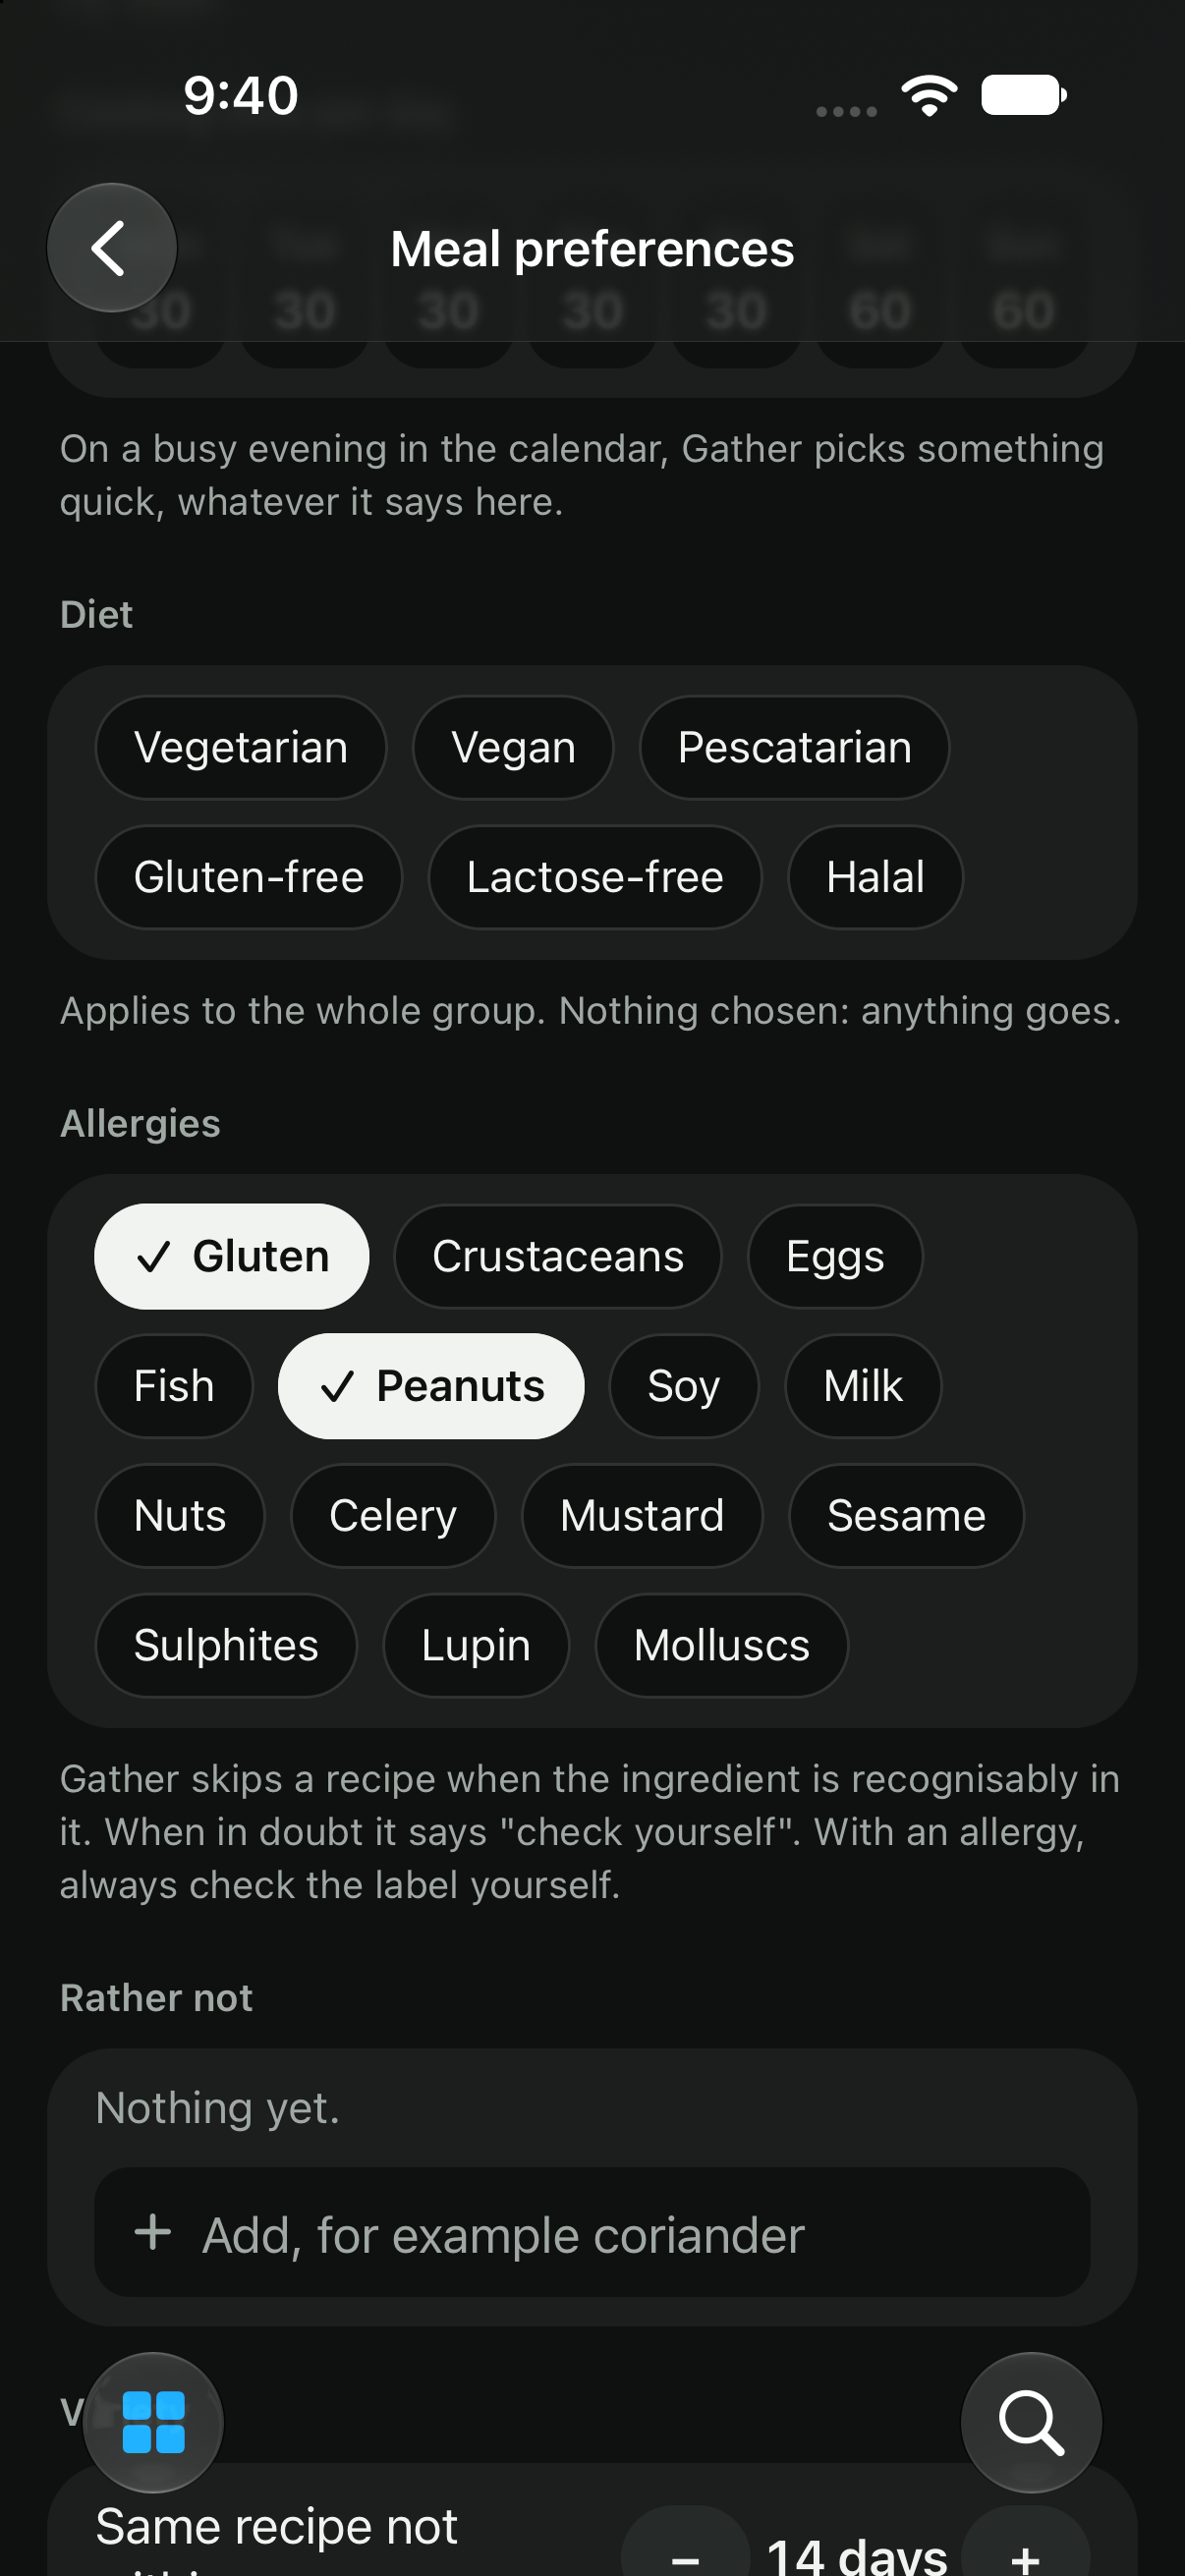 9:40
Meal preferences
Tue Sat Sun
30 30 30 30 30 60 60
On a busy evening in the calendar, Gather picks something
quick, whatever it says here.
Diet
Vegetarian Vegan Pescatarian
Gluten-free Lactose-free Halal
Applies to the whole group. Nothing chosen: anything goes.
Allergies
✓ Gluten Crustaceans Eggs
Fish ✓ Peanuts Soy Milk
Nuts Celery Mustard Sesame
Sulphites Lupin Molluscs
Gather skips a recipe when the ingredient is recognisably in
it. When in doubt it says "check yourself". With an allergy,
always check the label yourself.
Rather not
Nothing yet.
+ Add, for example coriander
Same recipe not
− 14 days +